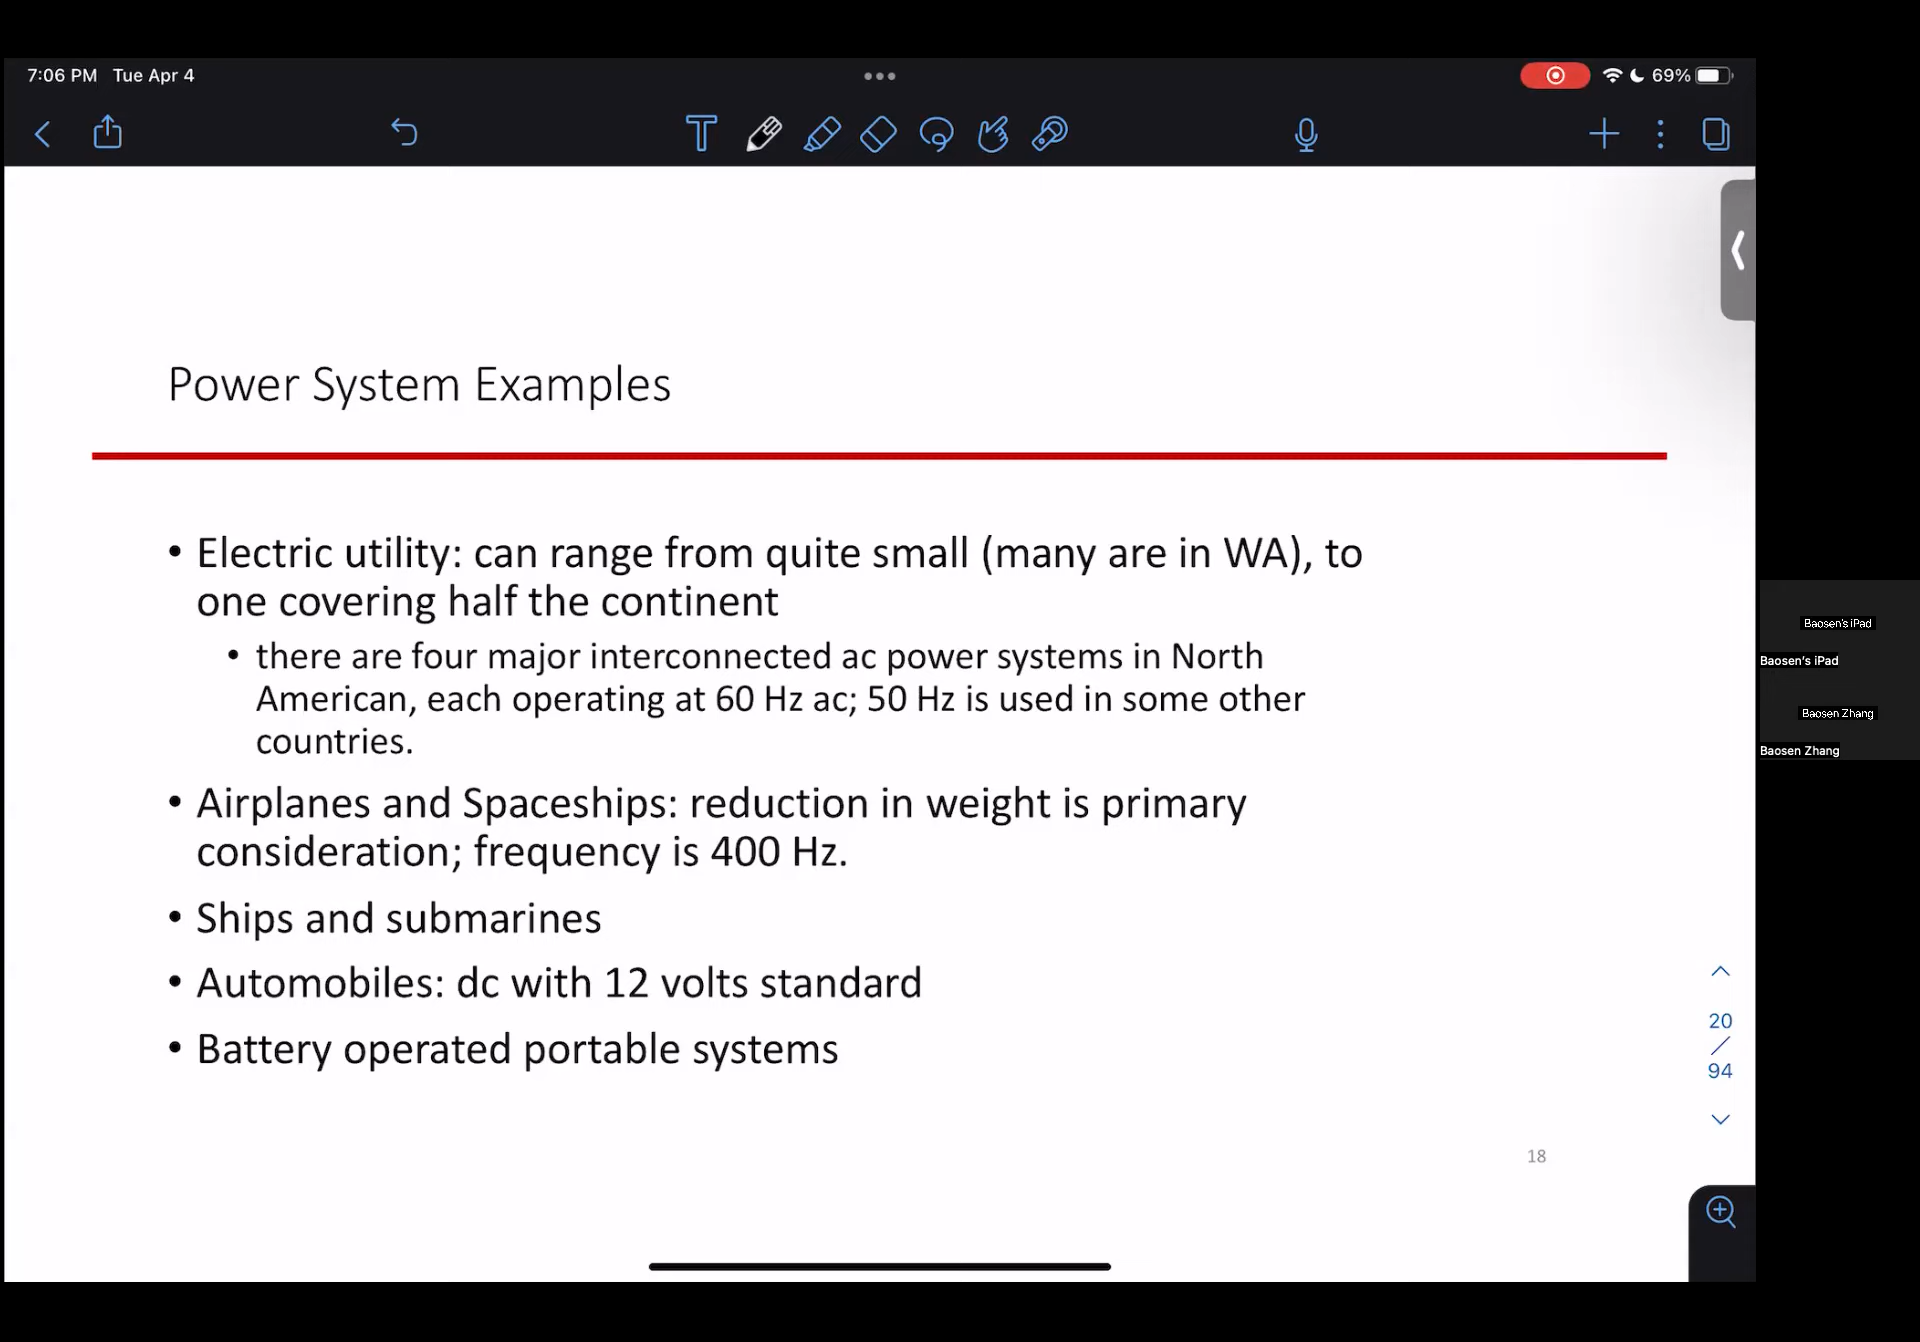 7:06 PM Tue Apr 4
69%
Power System Examples
• Electric utility: can range from quite small (many are in WA), to
one covering half the continent
• there are four major interconnected ac power systems in North
American, each operating at 60 Hz ac; 50 Hz is used in some other
countries.
• Airplanes and Spaceships: reduction in weight is primary
consideration; frequency is 400 Hz.
• Ships and submarines
• Automobiles: dc with 12 volts standard
• Battery operated portable systems
20
/
94
18
Baosen's iPad
Baosen's iPad
Baosen Zhang
Baosen Zhang